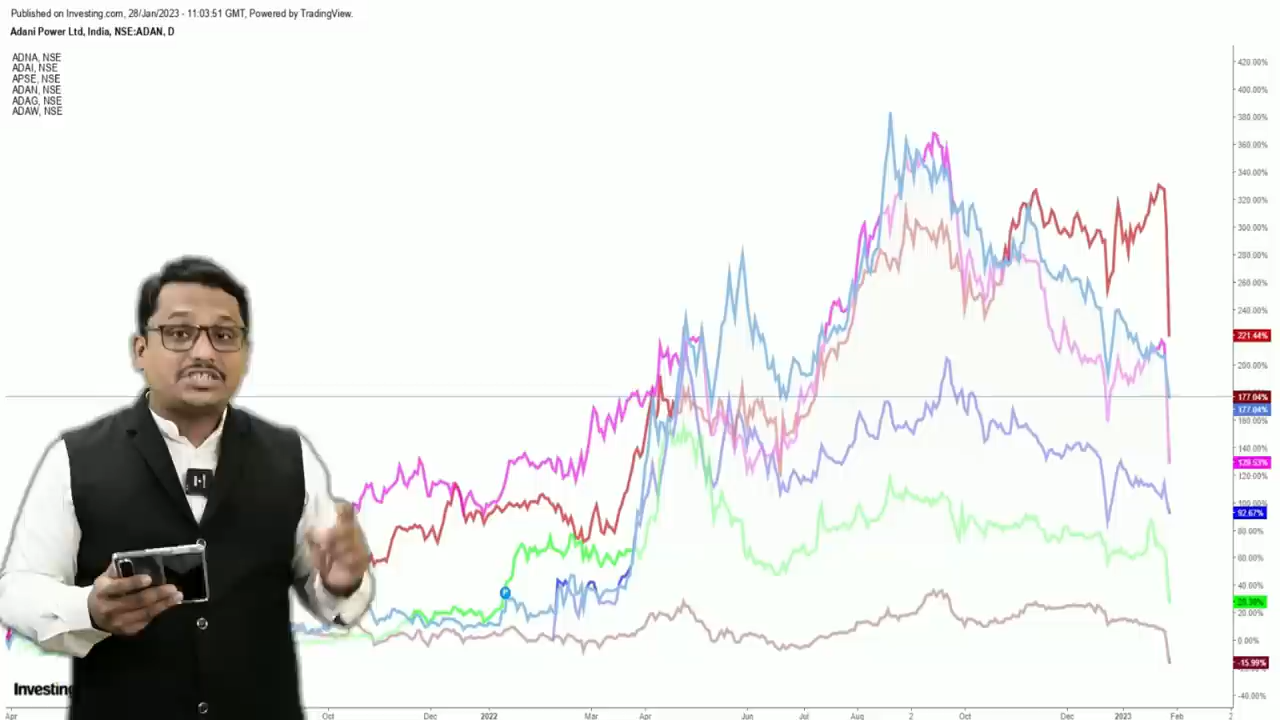 Published on Investing.com, 28/Jan/2023 - 11:03:51 GMT, Powered by TradingView.
Adani Power Ltd, India, NSE:ADAN, D
ADNA, NSE
ADAI, NSE
APSE, NSE
ADAN, NSE
ADAG, NSE
ADAW, NSE
420.00%
400.00%
380.00%
360.00%
340.00%
320.00%
300.00%
280.00%
260.00%
240.00%
221.44%
200.00%
177.04%
177.04%
160.00%
140.00%
120.00%
100.00%
92.67%
80.00%
60.00%
40.00%
20.00%
0.00%
-15.99%
-40.00%
Investing
Apr Oct Dec 2022 Mar Apr Jun Jul Aug 2 Oct Dec 2023 Feb 2